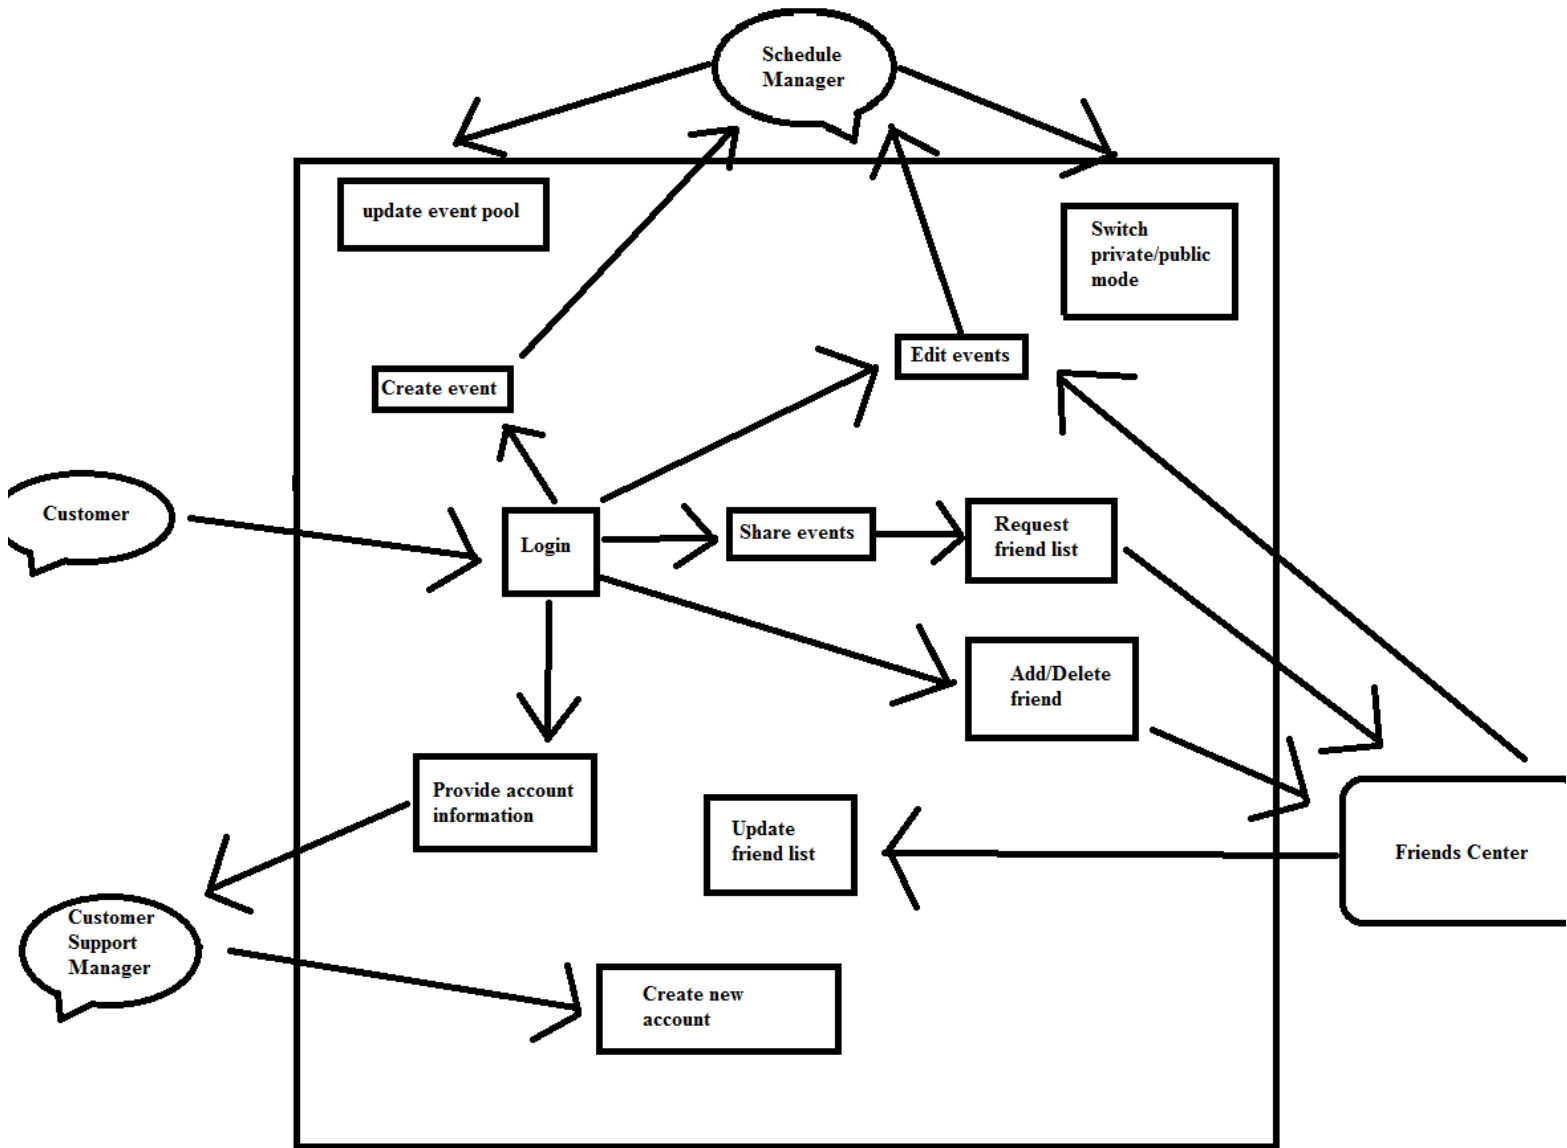 Schedule
Manager
update event pool
Switch
private/public
mode
Edit events
Create event
Customer
Login
Share events
Request
friend list
Add/Delete
friend
Provide account
information
Update
friend list
Friends Center
Customer
Support
Manager
Create new
account